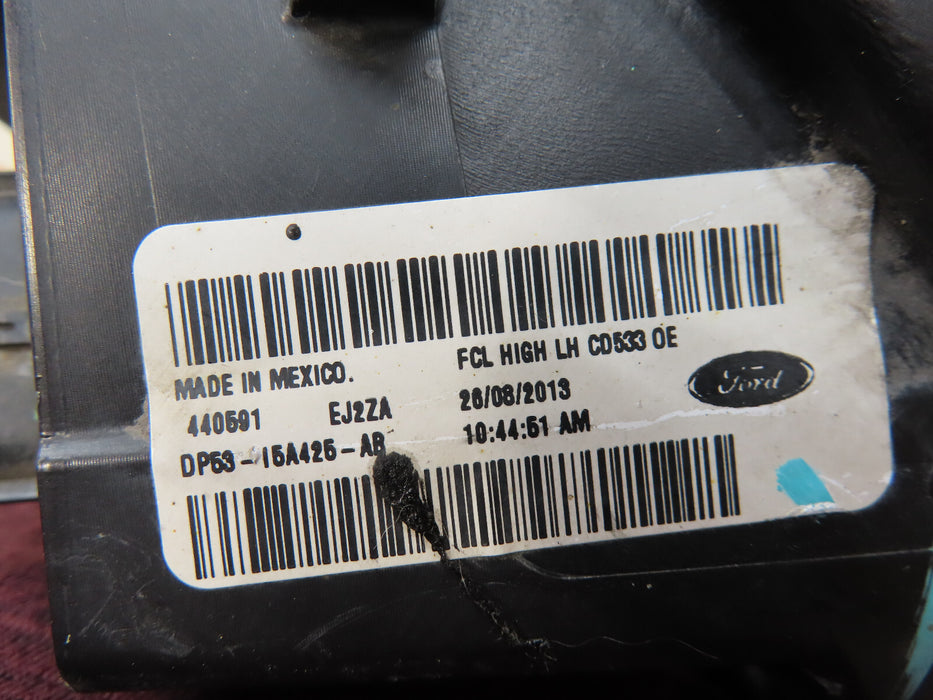 FCL HIGH LH CD533 OE
MADE IN MEXICO.
26/08/2013
Ford
440591 EJ2ZA
10:44:51 AM
DP53-15A425-AB